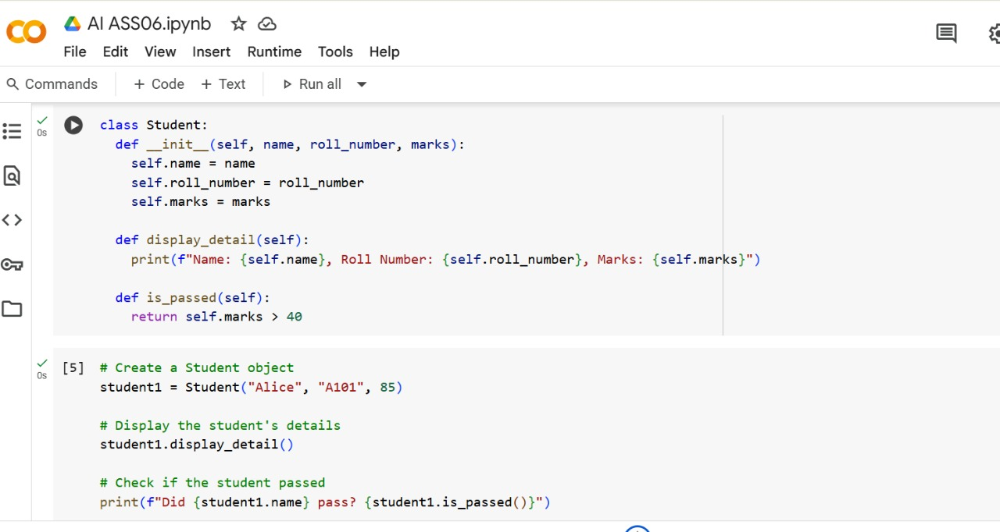 AI ASS06.ipynb
File Edit View Insert Runtime Tools Help
Commands + Code + Text Run all
0s
class Student:
  def __init__(self, name, roll_number, marks):
    self.name = name
    self.roll_number = roll_number
    self.marks = marks

  def display_detail(self):
    print(f"Name: {self.name}, Roll Number: {self.roll_number}, Marks: {self.marks}")

  def is_passed(self):
    return self.marks > 40
0s
[5]
# Create a Student object
student1 = Student("Alice", "A101", 85)

# Display the student's details
student1.display_detail()

# Check if the student passed
print(f"Did {student1.name} pass? {student1.is_passed()}")